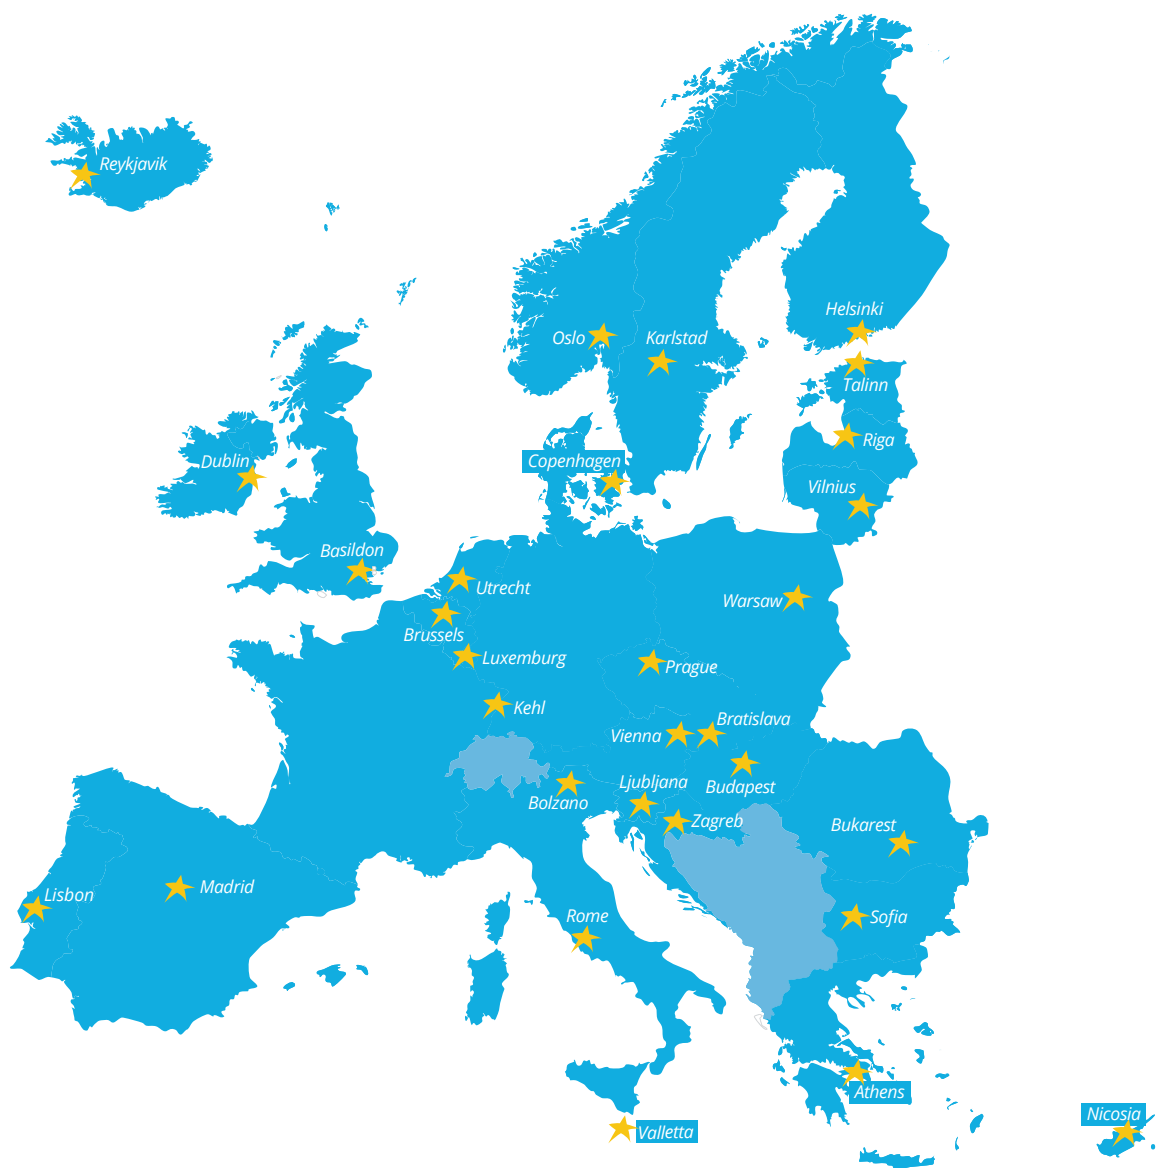 Reykjavik
Helsinki
Oslo
Karlstad
Talinn
Riga
Dublin
Copenhagen
Vilnius
Basildon
Utrecht
Warsaw
Brussels
Luxemburg
Prague
Kehl
Bratislava
Vienna
Ljubljana
Budapest
Bolzano
Zagreb
Bukarest
Madrid
Lisbon
Rome
Sofia
Athens
Nicosia
Valletta